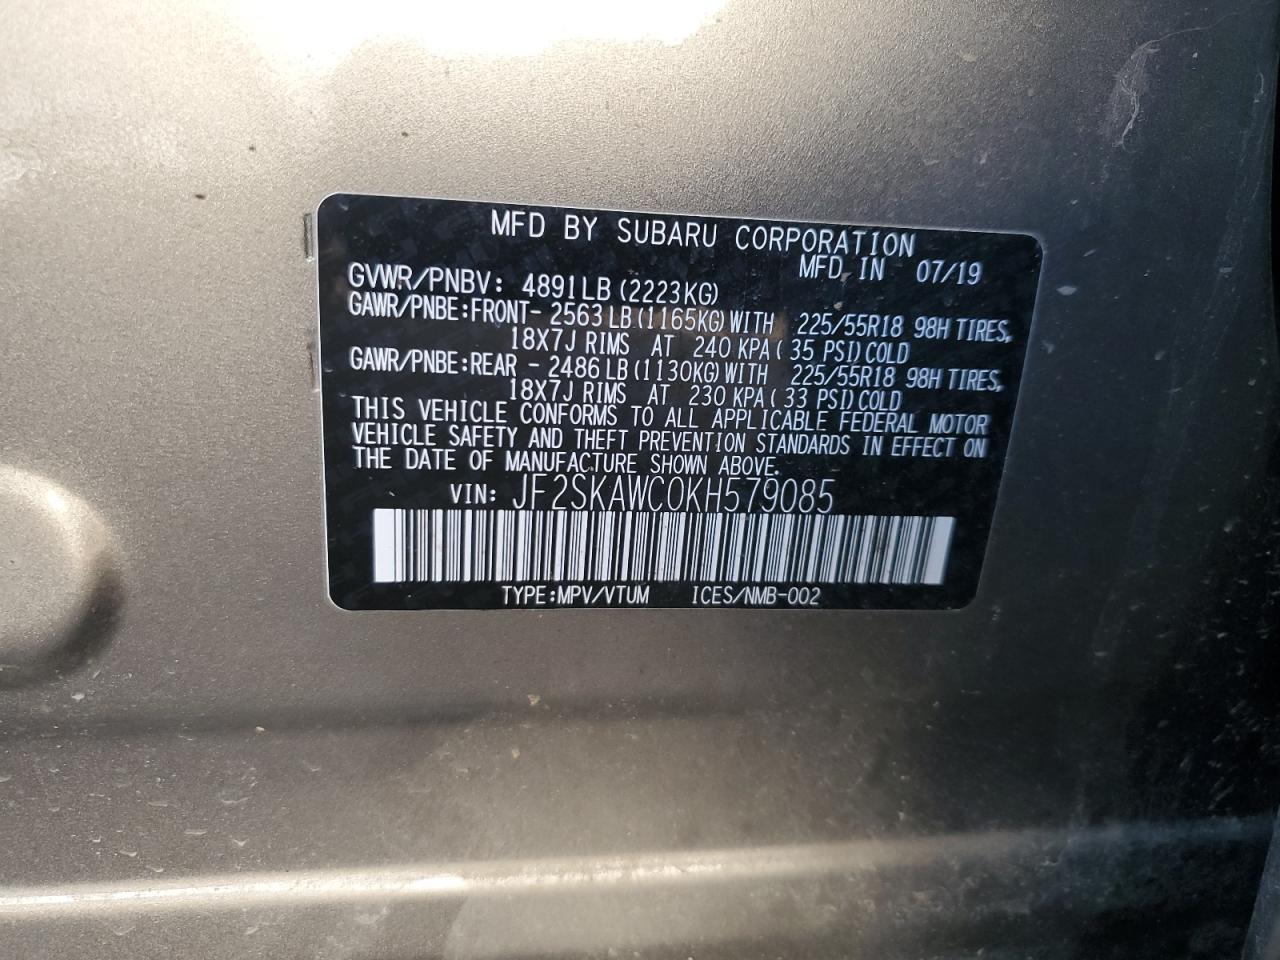 MFD BY SUBARU CORPORATION
MFD IN 07/19
GVWR/PNBV: 4891LB (2223KG)
GAWR/PNBE:FRONT- 2563 LB (1165KG) WITH 225/55R18 98H TIRES,
18X7J RIMS AT 240 KPA ( 35 PSI) COLD
GAWR/PNBE:REAR - 2486 LB (1130KG) WITH 225/55R18 98H TIRES,
18X7J RIMS AT 230 KPA ( 33 PSI) COLD
THIS VEHICLE CONFORMS TO ALL APPLICABLE FEDERAL MOTOR
VEHICLE SAFETY AND THEFT PREVENTION STANDARDS IN EFFECT ON
THE DATE OF MANUFACTURE SHOWN ABOVE.
VIN: JF2SKAWC0KH579085
TYPE:MPV/VTUM ICES/NMB-002